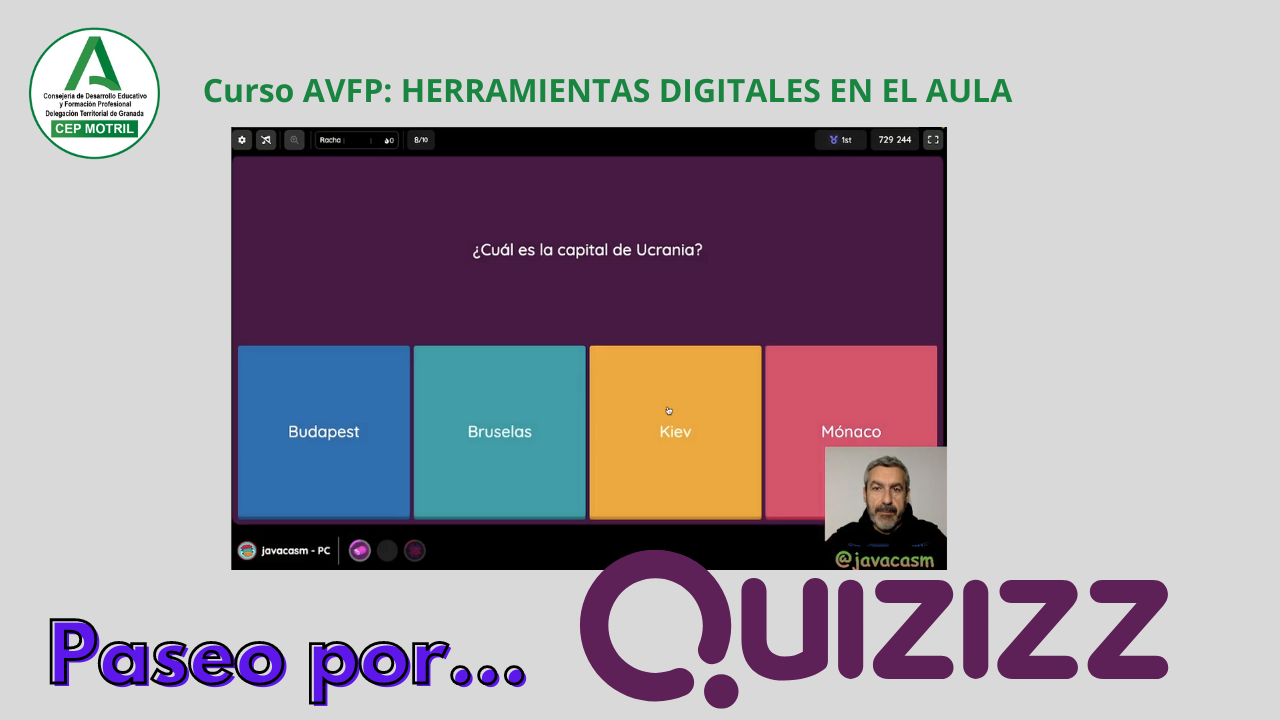 Consejería de Desarrollo Educativo
y Formación Profesional
Delegación Territorial de Granada
CEP MOTRIL
Curso AVFP: HERRAMIENTAS DIGITALES EN EL AULA
Racha
0
8/10
1st
729 244
¿Cuál es la capital de Ucrania?
Budapest
Bruselas
Kiev
Mónaco
javacasm - PC
@javacasm
Paseo por...
QUIZIZZ